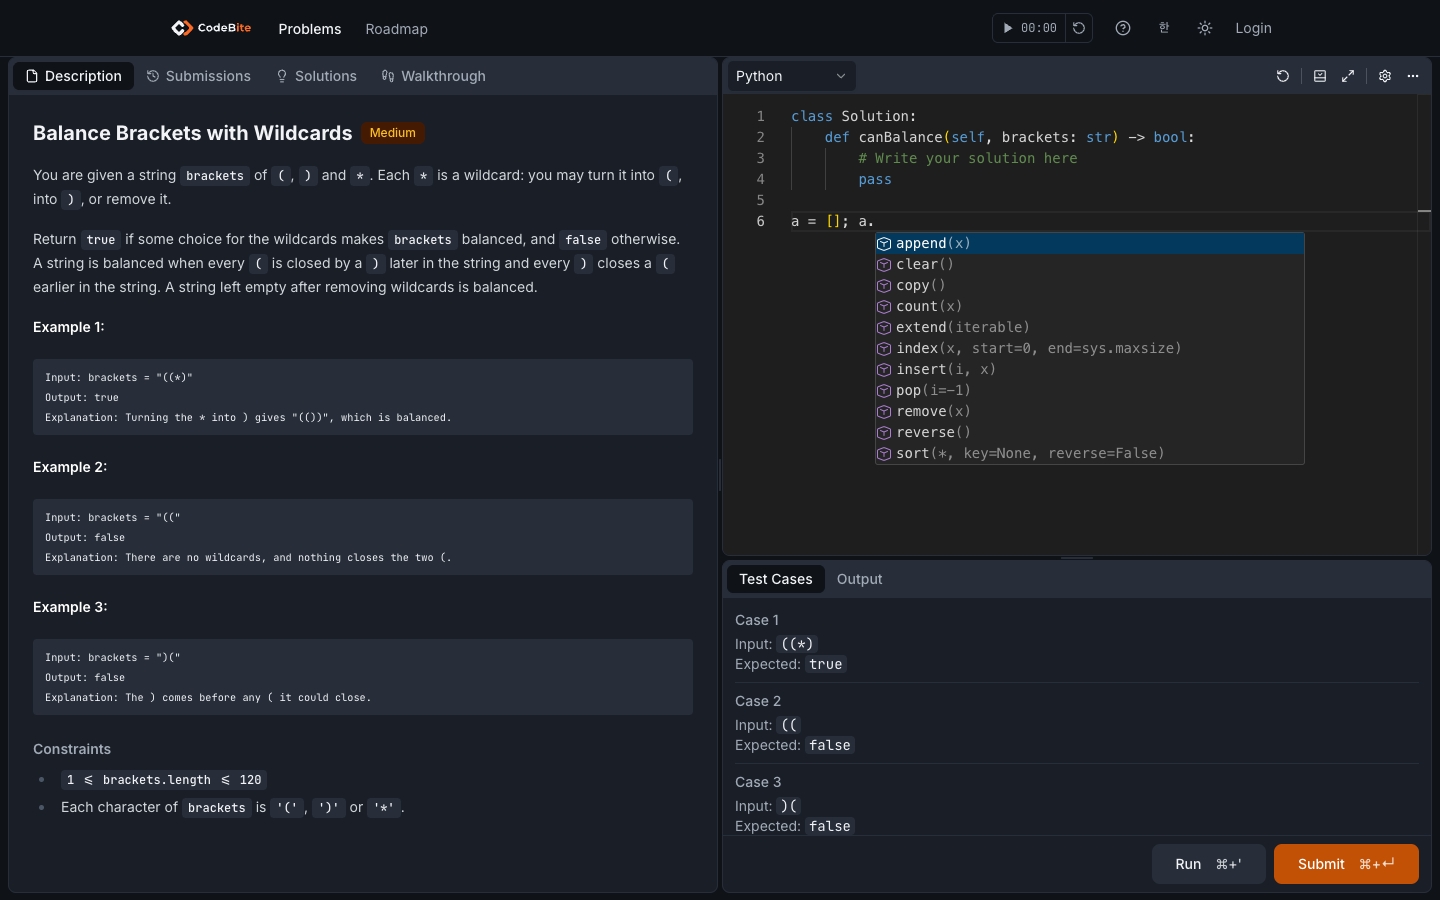 CodeBite
Problems
Roadmap
00:00
한
Login
Description
Submissions
Solutions
Walkthrough
Balance Brackets with Wildcards Medium
You are given a string brackets of ( , ) and * . Each * is a wildcard: you may turn it into ( ,
into ) , or remove it.
Return true if some choice for the wildcards makes brackets balanced, and false otherwise.
A string is balanced when every ( is closed by a ) later in the string and every ) closes a (
earlier in the string. A string left empty after removing wildcards is balanced.
Example 1:
Input: brackets = "((*)"
Output: true
Explanation: Turning the * into ) gives "(())", which is balanced.
Example 2:
Input: brackets = "(("
Output: false
Explanation: There are no wildcards, and nothing closes the two (.
Example 3:
Input: brackets = ")("
Output: false
Explanation: The ) comes before any ( it could close.
Constraints
1 <= brackets.length <= 120
Each character of brackets is '(' , ')' or '*' .
Python
1 class Solution:
2 def canBalance(self, brackets: str) -> bool:
3 # Write your solution here
4 pass
5
6 a = []; a.
append(x)
clear()
copy()
count(x)
extend(iterable)
index(x, start=0, end=sys.maxsize)
insert(i, x)
pop(i=-1)
remove(x)
reverse()
sort(*, key=None, reverse=False)
Test Cases
Output
Case 1
Input: ((*)
Expected: true
Case 2
Input: ((
Expected: false
Case 3
Input: )(
Expected: false
Run ⌘+'
Submit ⌘+↵